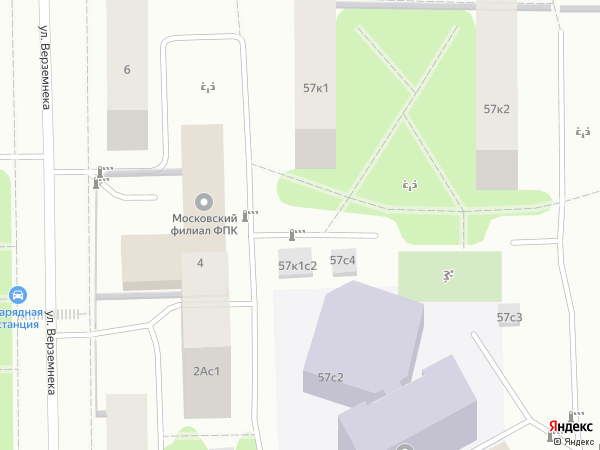 ул. Верземнека
6
57к1
57к2
Московский
филиал ФПК
57к1с2
57с4
4
зарядная
станция
ул. Верземнека
57с3
2Ас1
57с2
Яндекс
© Яндекс